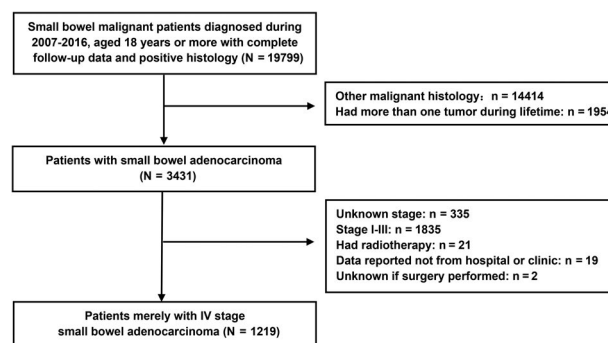 Small bowel malignant patients diagnosed during
2007-2016, aged 18 years or more with complete
follow-up data and positive histology (N = 19799)
Other malignant histology: n = 14414
Had more than one tumor during lifetime: n = 1954
Patients with small bowel adenocarcinoma
(N = 3431)
Unknown stage: n = 335
Stage I-III: n = 1835
Had radiotherapy: n = 21
Data reported not from hospital or clinic: n = 19
Unknown if surgery performed: n = 2
Patients merely with IV stage
small bowel adenocarcinoma (N = 1219)